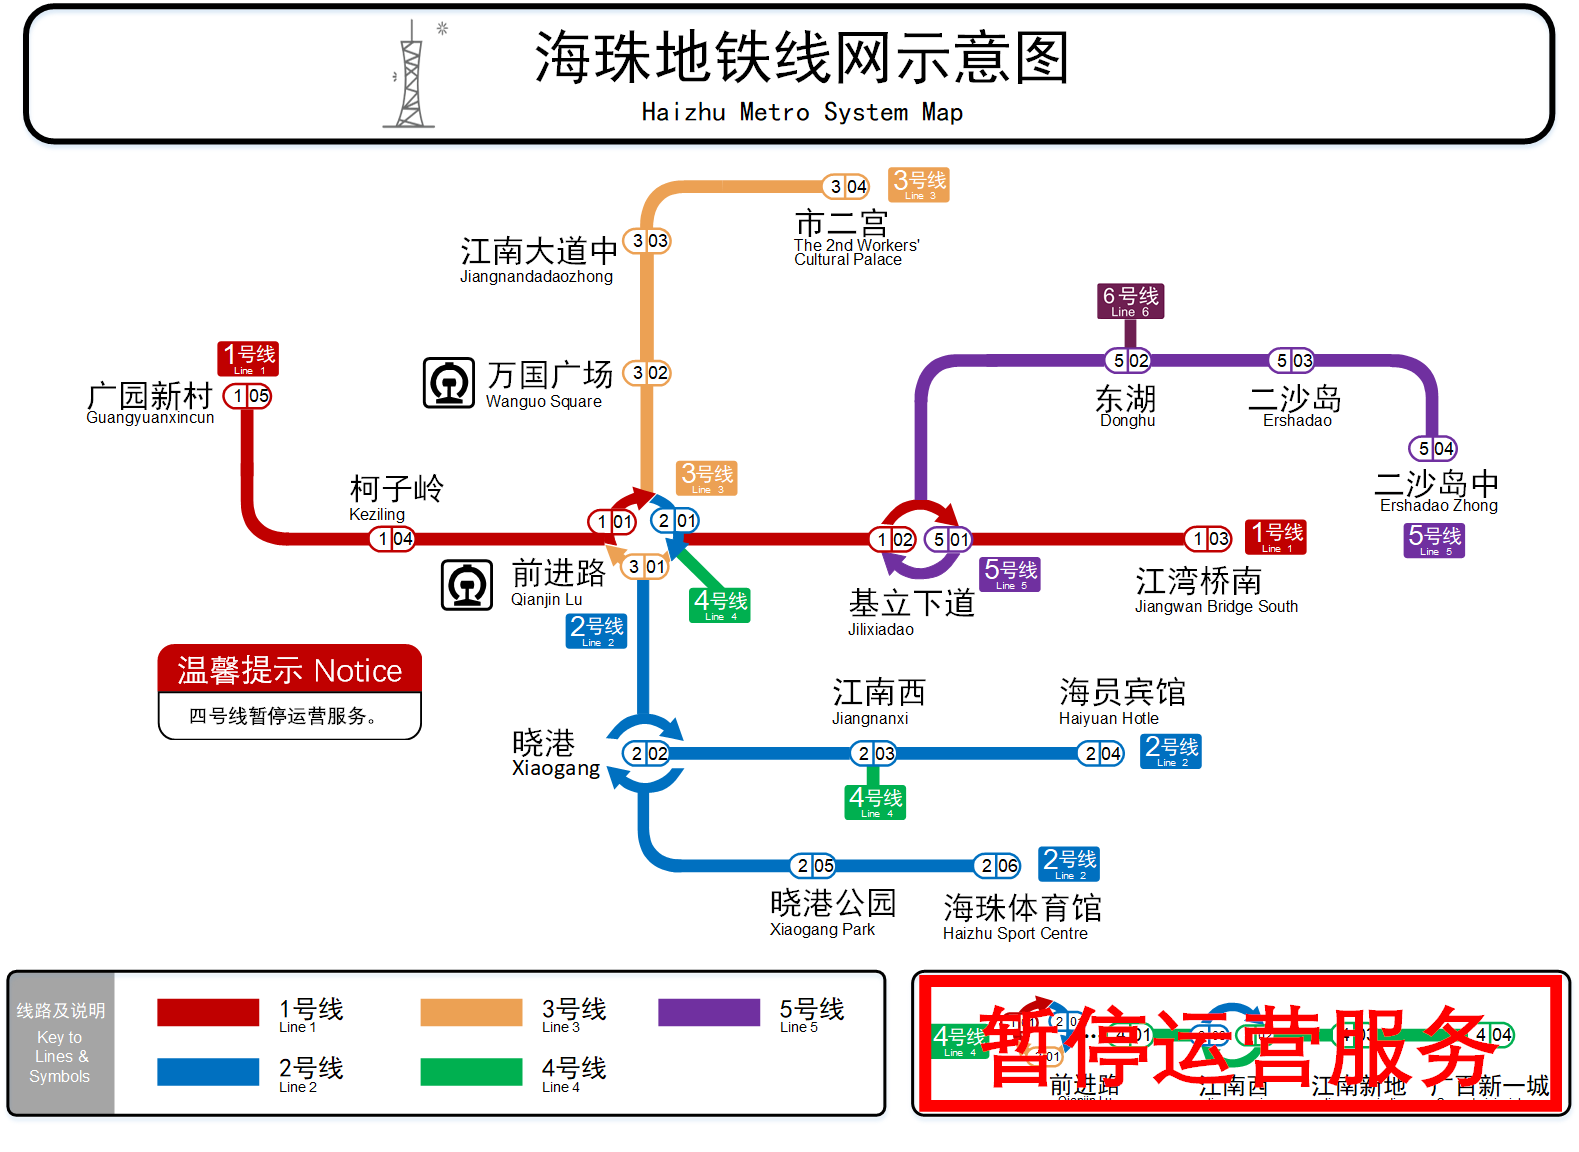 海珠地铁线网示意图
Haizhu Metro System Map
3 04
3号线
Line 3
市二宫
The 2nd Workers'
Cultural Palace
3 03
江南大道中
Jiangnandadaozhong
6号线
Line 6
1号线
Line 1
5 02
5 03
东湖
Donghu
二沙岛
Ershadao
3 02
万国广场
Wanguo Square
1 05
广园新村
Guangyuanxincun
5 04
二沙岛中
Ershadao Zhong
5号线
Line 5
3号线
Line 3
柯子岭
Keziling
1 04
1 01
2 01
3 01
1 02
5 01
1 03
1号线
Line 1
前进路
Qianjin Lu
4号线
Line 4
2号线
Line 2
5号线
Line 5
基立下道
Jilixiadao
江湾桥南
Jiangwan Bridge South
温馨提示 Notice
四号线暂停运营服务。
江南西
Jiangnanxi
海员宾馆
Haiyuan Hotle
晓港
Xiaogang
2 02
2 03
2 04
2号线
Line 2
4号线
Line 4
2 05
2 06
2号线
Line 2
晓港公园
Xiaogang Park
海珠体育馆
Haizhu Sport Centre
线路及说明
Key to
Lines &
Symbols
1号线
Line 1
3号线
Line 3
5号线
Line 5
2号线
Line 2
4号线
Line 4
暂停运营服务
4号线
Line 4
4 04
前进路
江南西
江南新地
广百新一城